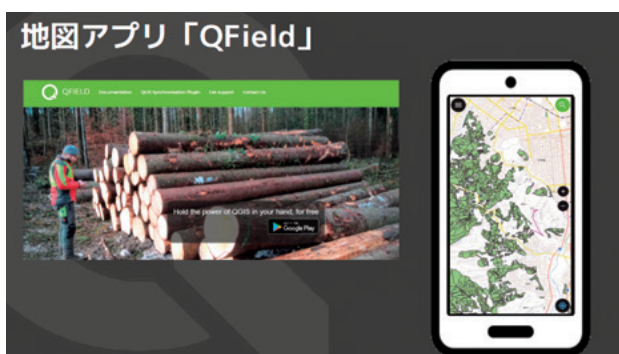 地図アプリ「QField」
QFIELD Documentation QGIS Synchronisation Plugin Get support Contact Us
Hold the power of QGIS in your hand, for free
Google Play